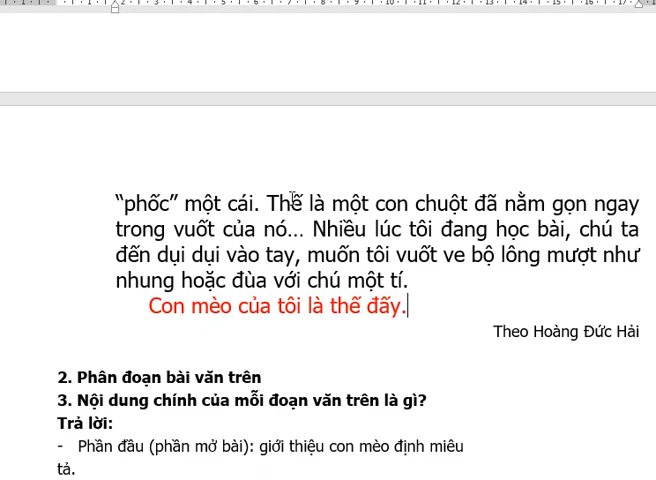 “phốc” một cái. Thế là một con chuột đã nằm gọn ngay
trong vuốt của nó... Nhiều lúc tôi đang học bài, chú ta
đến dụi dụi vào tay, muốn tôi vuốt ve bộ lông mượt như
nhung hoặc đùa với chú một tí.
Con mèo của tôi là thế đấy.
Theo Hoàng Đức Hải
2. Phân đoạn bài văn trên
3. Nội dung chính của mỗi đoạn văn trên là gì?
Trả lời:
- Phần đầu (phần mở bài): giới thiệu con mèo định miêu
tả.